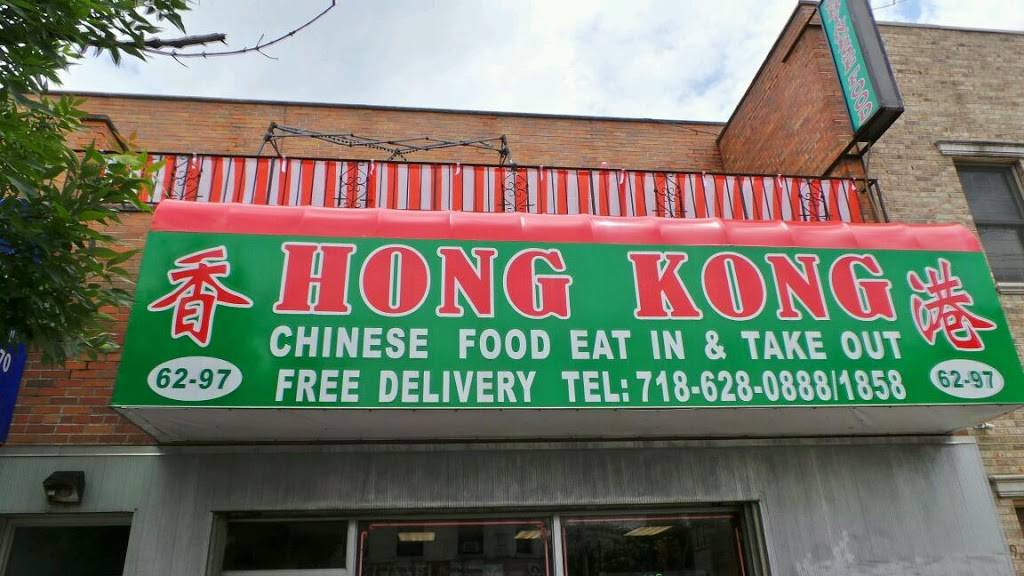 香 HONG KONG 港
CHINESE FOOD EAT IN & TAKE OUT
62-97 FREE DELIVERY TEL: 718-628-0888/1858 62-97
70